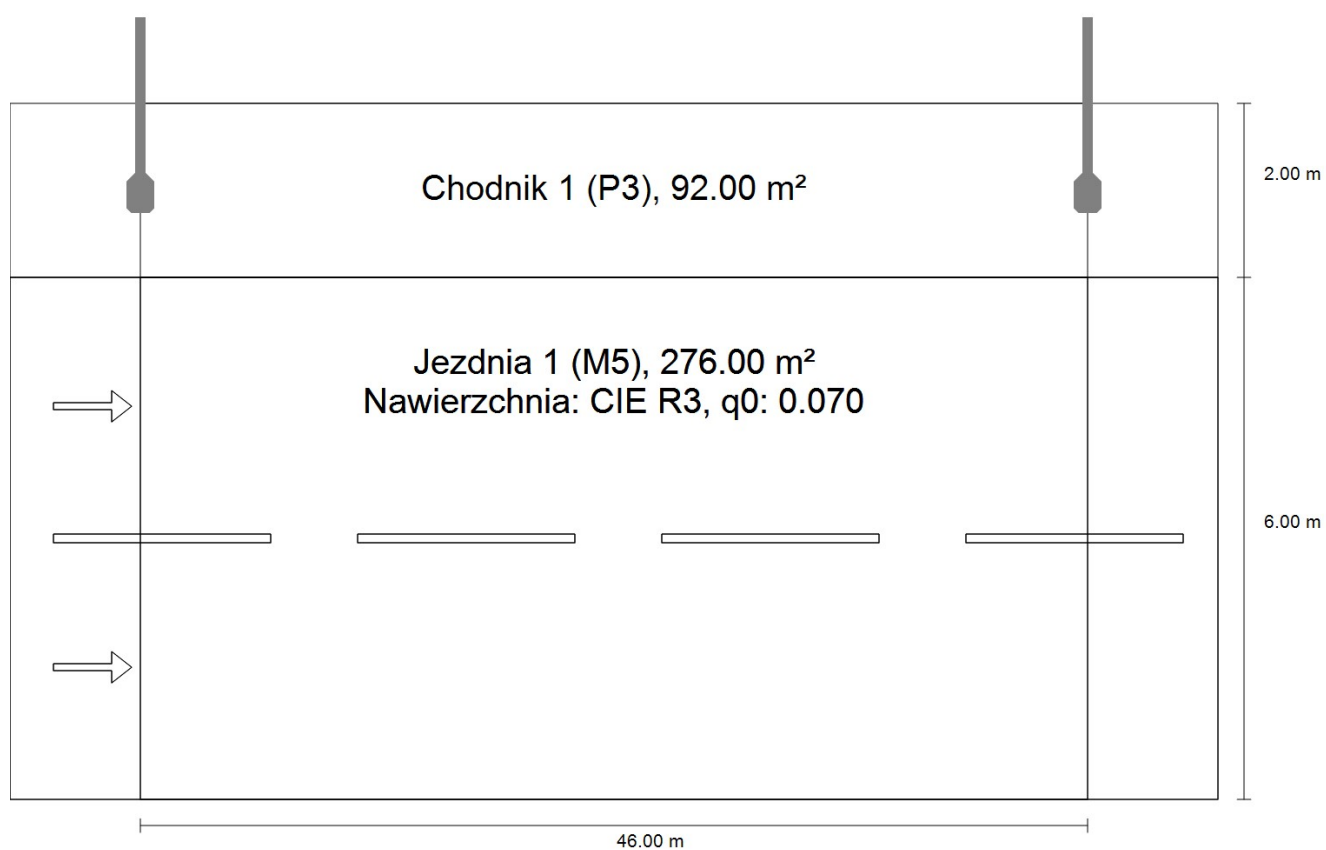 Chodnik 1 (P3), 92.00 m²
2.00 m
Jezdnia 1 (M5), 276.00 m²
Nawierzchnia: CIE R3, q0: 0.070
6.00 m
46.00 m